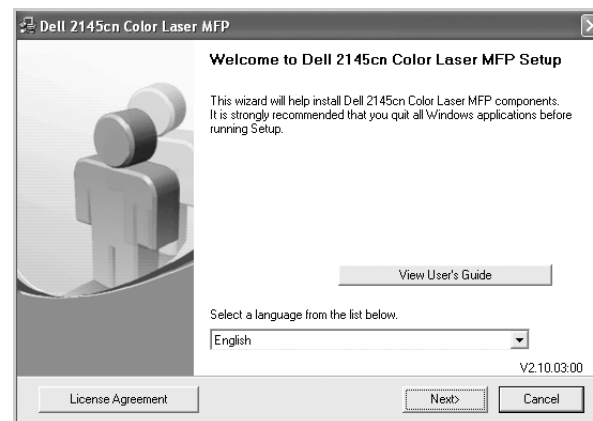 Dell 2145cn Color Laser MFP
Welcome to Dell 2145cn Color Laser MFP Setup
This wizard will help install Dell 2145cn Color Laser MFP components.
It is strongly recommended that you quit all Windows applications before
running Setup.
View User's Guide
Select a language from the list below.
English
V2.10.03:00
License Agreement
Next>
Cancel